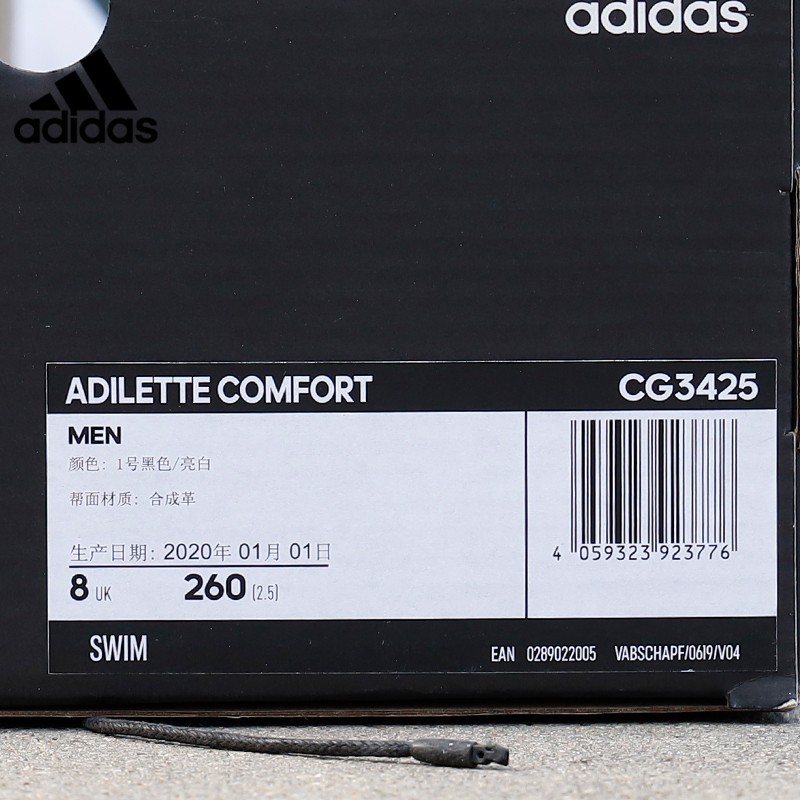 adidas
adidas
ADILETTE COMFORT CG3425
MEN
颜色: 1号黑色/亮白
帮面材质: 合成革
生产日期: 2020年 01月 01日
8 UK 260 (2.5)
4 059323 923776
SWIM
EAN 0289022005 VABSCHAPF/0619/V04